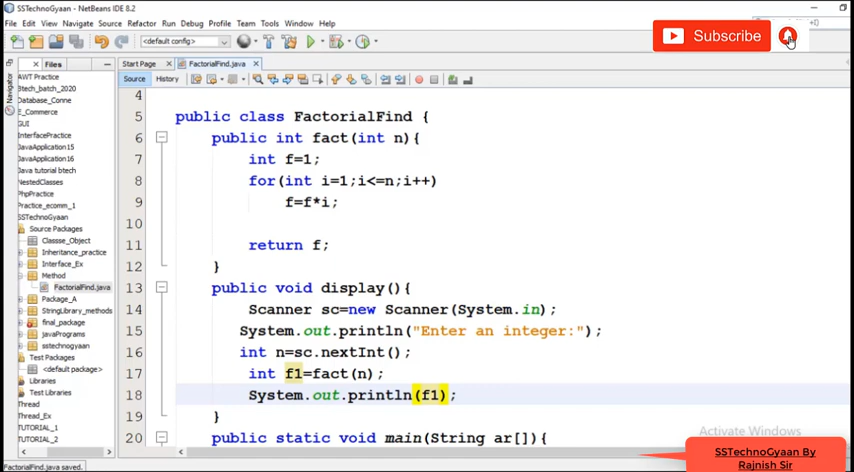 SSTechnoGyaan - NetBeans IDE 8.2
File Edit View Navigate Source Refactor Run Debug Profile Team Tools Window Help
<default config>
Subscribe
Files
Start Page
FactorialFind.java
Navigator
Source History
AWT Practice
Btech_batch_2020
Database_Conne
E_Comm
GUI
InterfacePractice
JavaApplication15
JavaApplication16
Java tutorial btech
NestedClasses
PhpPractice
Practice_ecomm_1
SSTechnoGyaan
Source Packages
Classse_Object
Inheritance_practice
Interface_Ex
Method
FactorialFind.java
Package_A
StringLibrary_methods
final_package
javaPrograms
sstechnogyaan
Test Packages
<default package>
Libraries
Test Libraries
Thread
Thread_Ex
TUTORIAL_1
TUTORIAL_2
4
5 public class FactorialFind {
6 public int fact(int n){
7 int f=1;
8 for(int i=1;i<=n;i++)
9 f=f*i;
10
11 return f;
12 }
13 public void display(){
14 Scanner sc=new Scanner(System.in);
15 System.out.println("Enter an integer:");
16 int n=sc.nextInt();
17 int f1=fact(n);
18 System.out.println(f1);
19 }
20 public static void main(String ar[]){
Activate Windows
SSTechnoGyaan By
Rajnish Sir
FactorialFind.java saved.